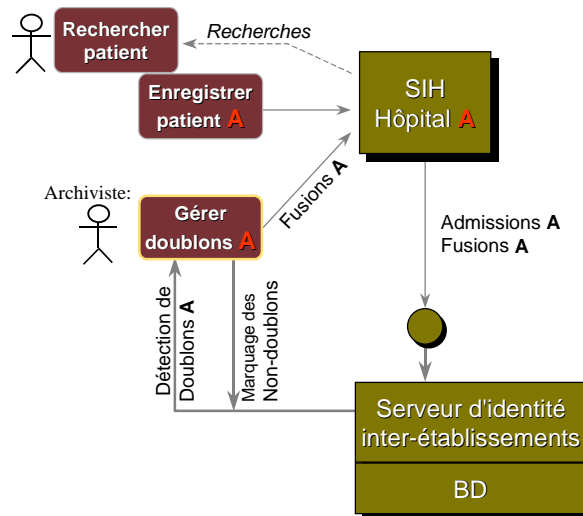 Rechercher
patient
Recherches
Enregistrer
patient A
SIH
Hôpital A
Archiviste:
Gérer
doublons A
Fusions A
Admissions A
Fusions A
Détection de
Doublons A
Marquage des
Non-doublons
Serveur d'identité
inter-établissements
BD